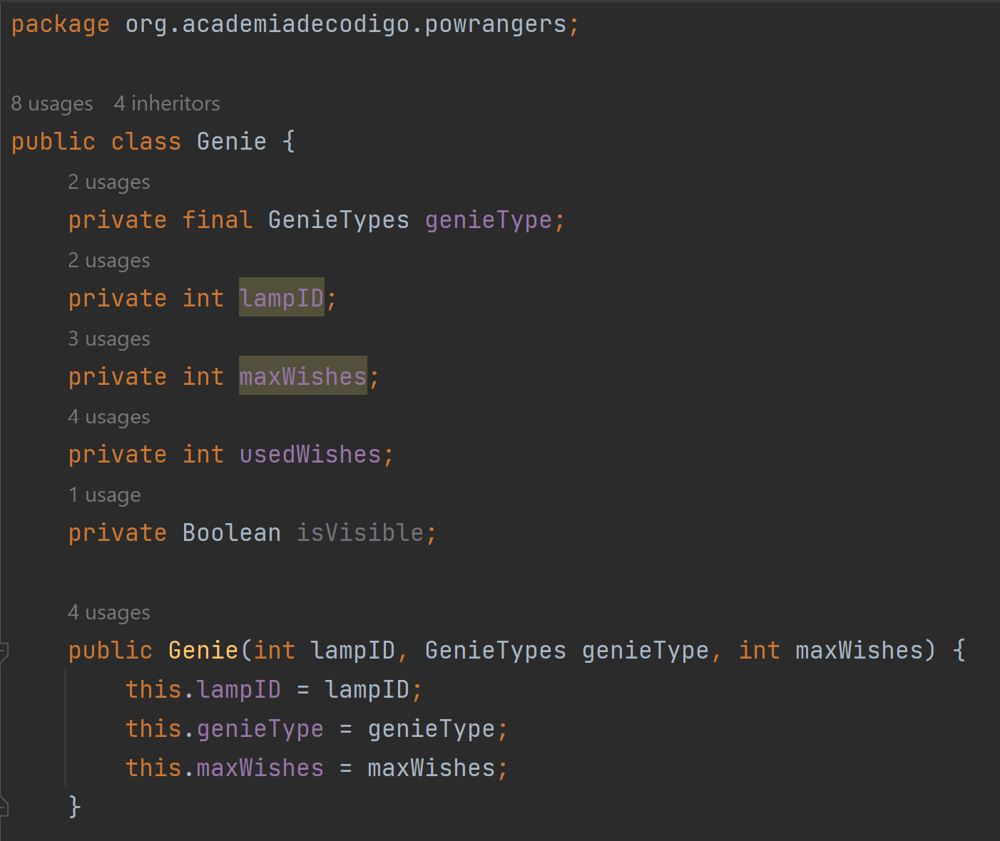 package org.academiadecodigo.powrangers;
8 usages 4 inheritors
public class Genie {
2 usages
private final GenieTypes genieType;
2 usages
private int lampID;
3 usages
private int maxWishes;
4 usages
private int usedWishes;
1 usage
private Boolean isVisible;
4 usages
public Genie(int lampID, GenieTypes genieType, int maxWishes) {
this.lampID = lampID;
this.genieType = genieType;
this.maxWishes = maxWishes;
}